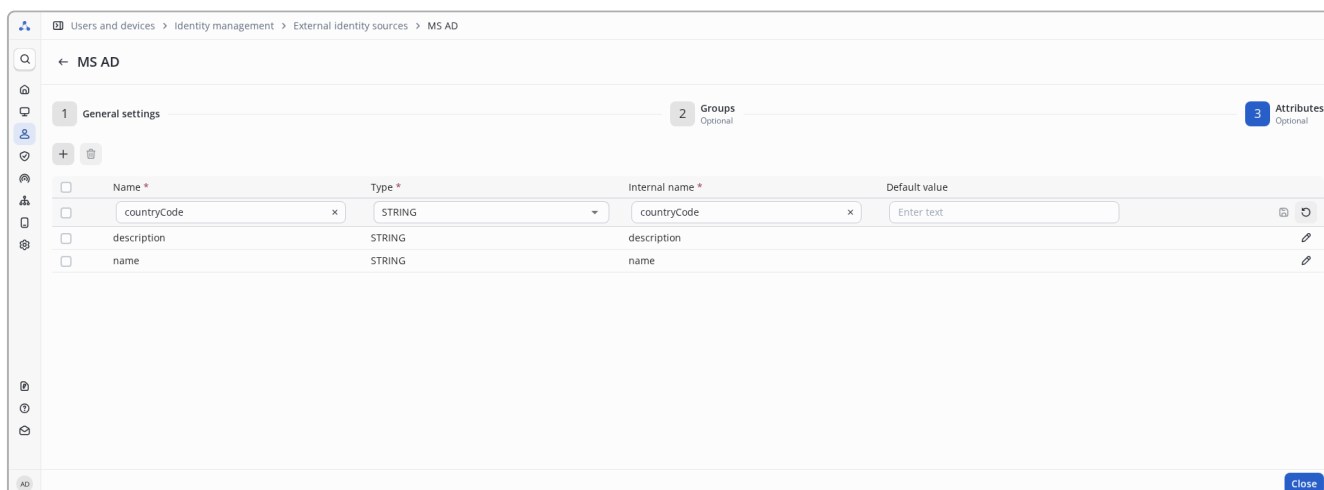 Users and devices > Identity management > External identity sources > MS AD
← MS AD
1 General settings
2 Groups
Optional
3 Attributes
Optional
Name * Type * Internal name * Default value
countryCode × STRING countryCode × Enter text
description STRING description
name STRING name
AD
Close